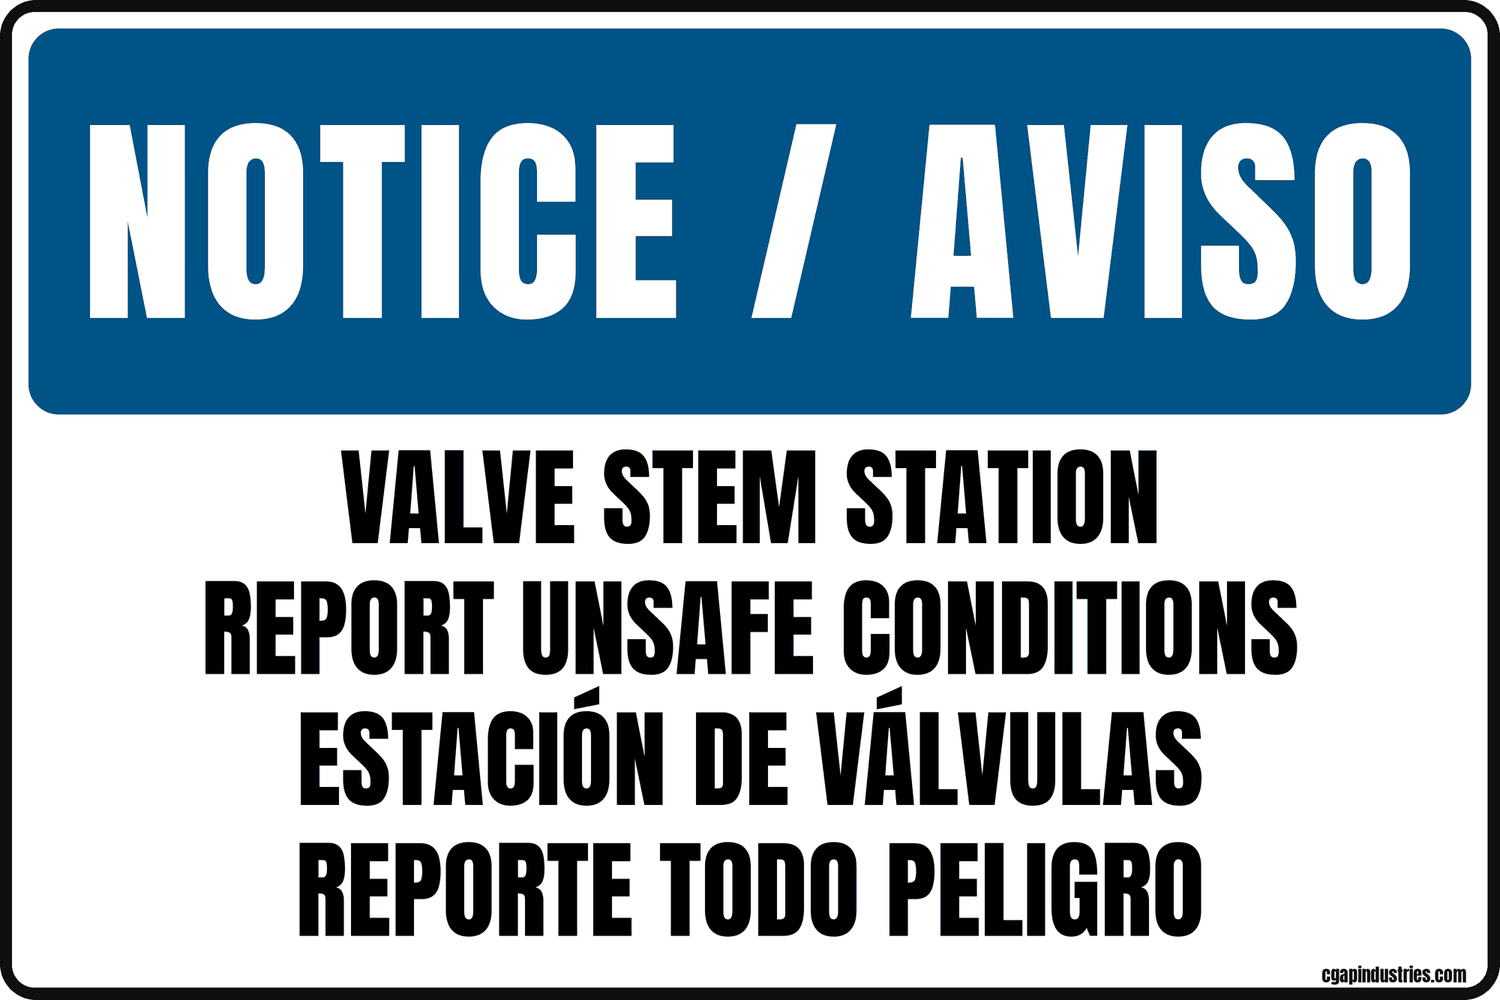 NOTICE / AVISO
VALVE STEM STATION
REPORT UNSAFE CONDITIONS
ESTACIÓN DE VÁLVULAS
REPORTE TODO PELIGRO
cgapindustries.com